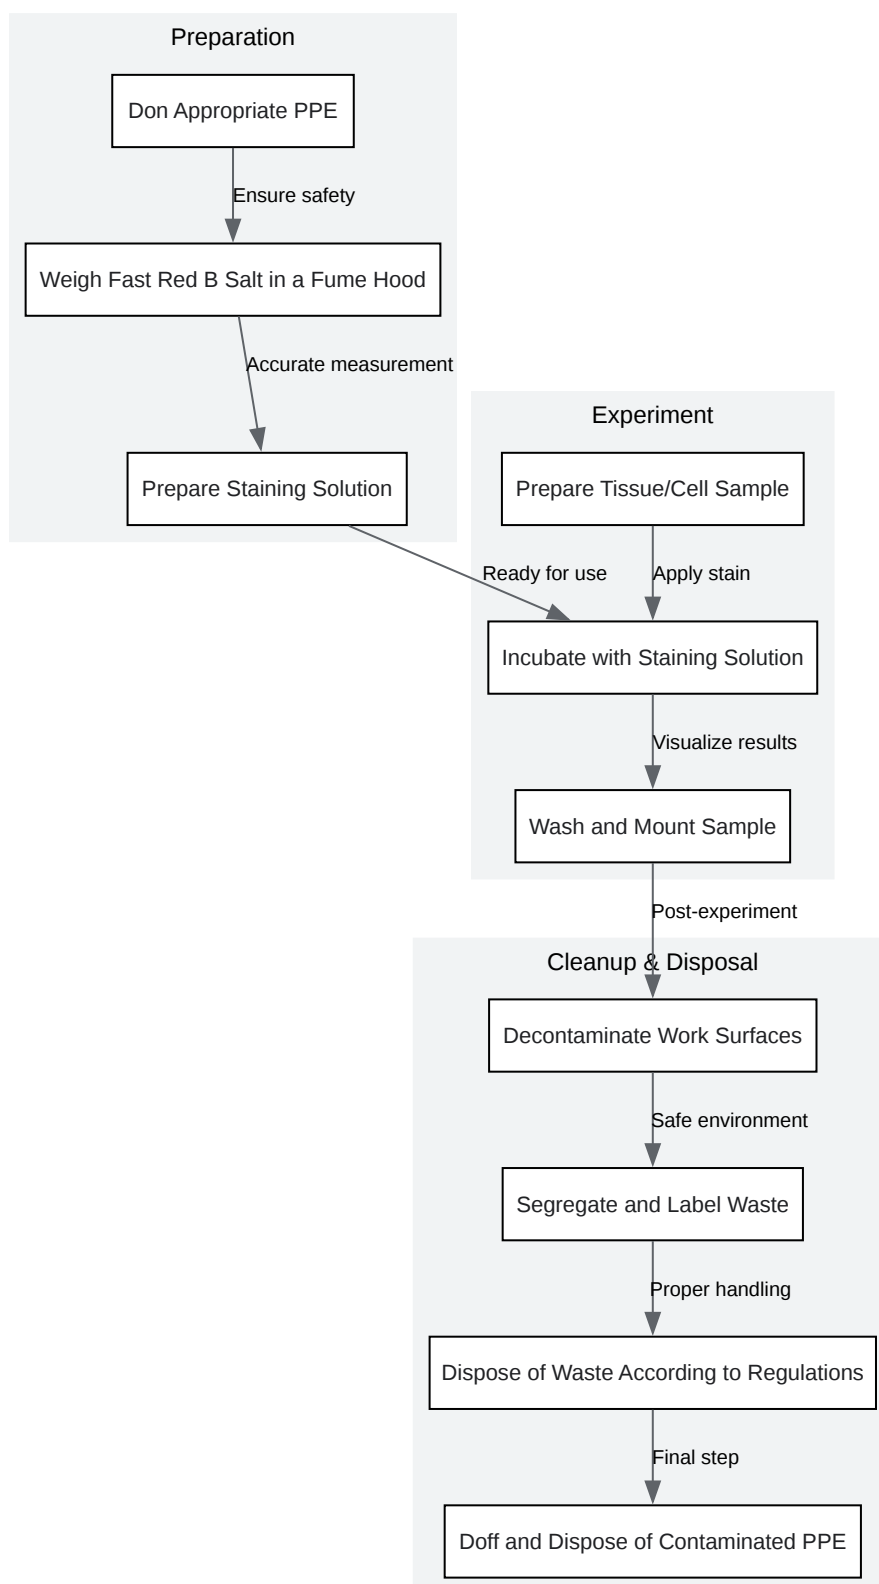 Preparation
Don Appropriate PPE
Ensure safety
Weigh Fast Red B Salt in a Fume Hood
Accurate measurement
Prepare Staining Solution
Experiment
Prepare Tissue/Cell Sample
Ready for use
Apply stain
Incubate with Staining Solution
Visualize results
Wash and Mount Sample
Post-experiment
Cleanup & Disposal
Decontaminate Work Surfaces
Safe environment
Segregate and Label Waste
Proper handling
Dispose of Waste According to Regulations
Final step
Doff and Dispose of Contaminated PPE